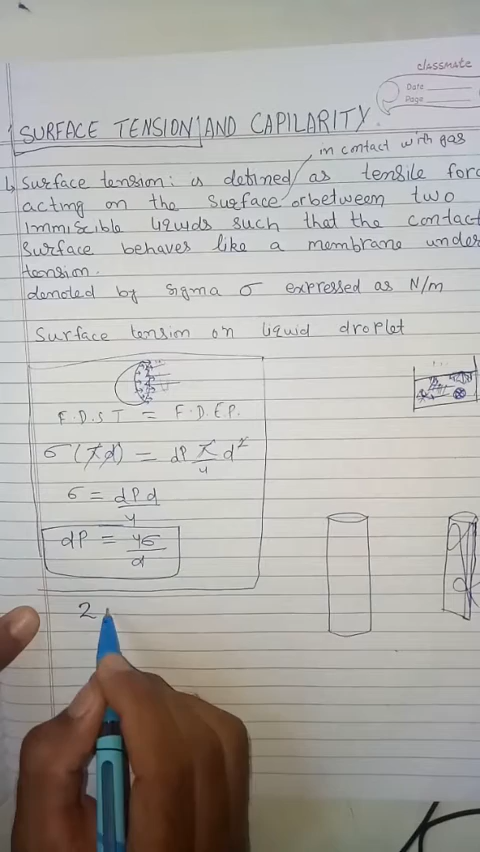 classmate
Date
Page
SURFACE TENSION AND CAPILARITY.
in contact with gas
Surface tension: is defined as tensile forc
acting on the surface or between two
immiscible liquids such that the contact
surface behaves like a membrane under
tension.
denoted by sigma σ expressed as N/m
Surface tension on liquid droplet
F.D.S T = F.D.E.P.
σ(πd) = dP π/4 d²
σ = dPd/4
dP = 4σ/d
2